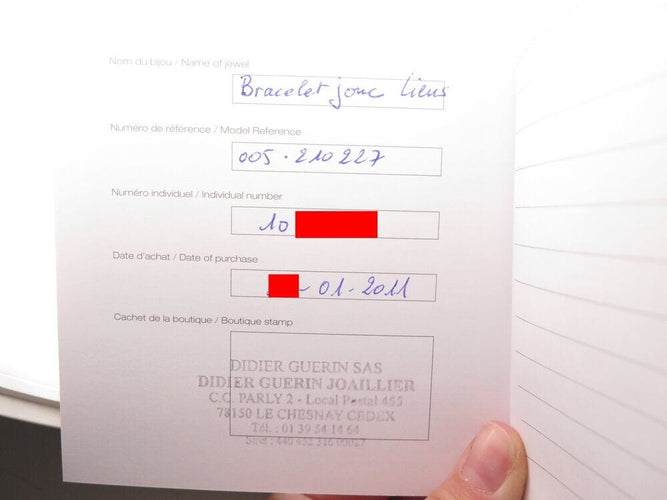 Nom du bijou / Name of jewel
Bracelet jonc Liens
Numéro de référence / Model Reference
005 . 210227
Numéro individuel / Individual number
10
Date d'achat / Date of purchase
- 01. 2011
Cachet de la boutique / Boutique stamp
DIDIER GUERIN SAS
DIDIER GUERIN JOAILLIER
C.C. PARLY 2 - Local Postal 455
78150 LE CHESNAY CEDEX
Tél. : 01 39 54 14 64
Siret :